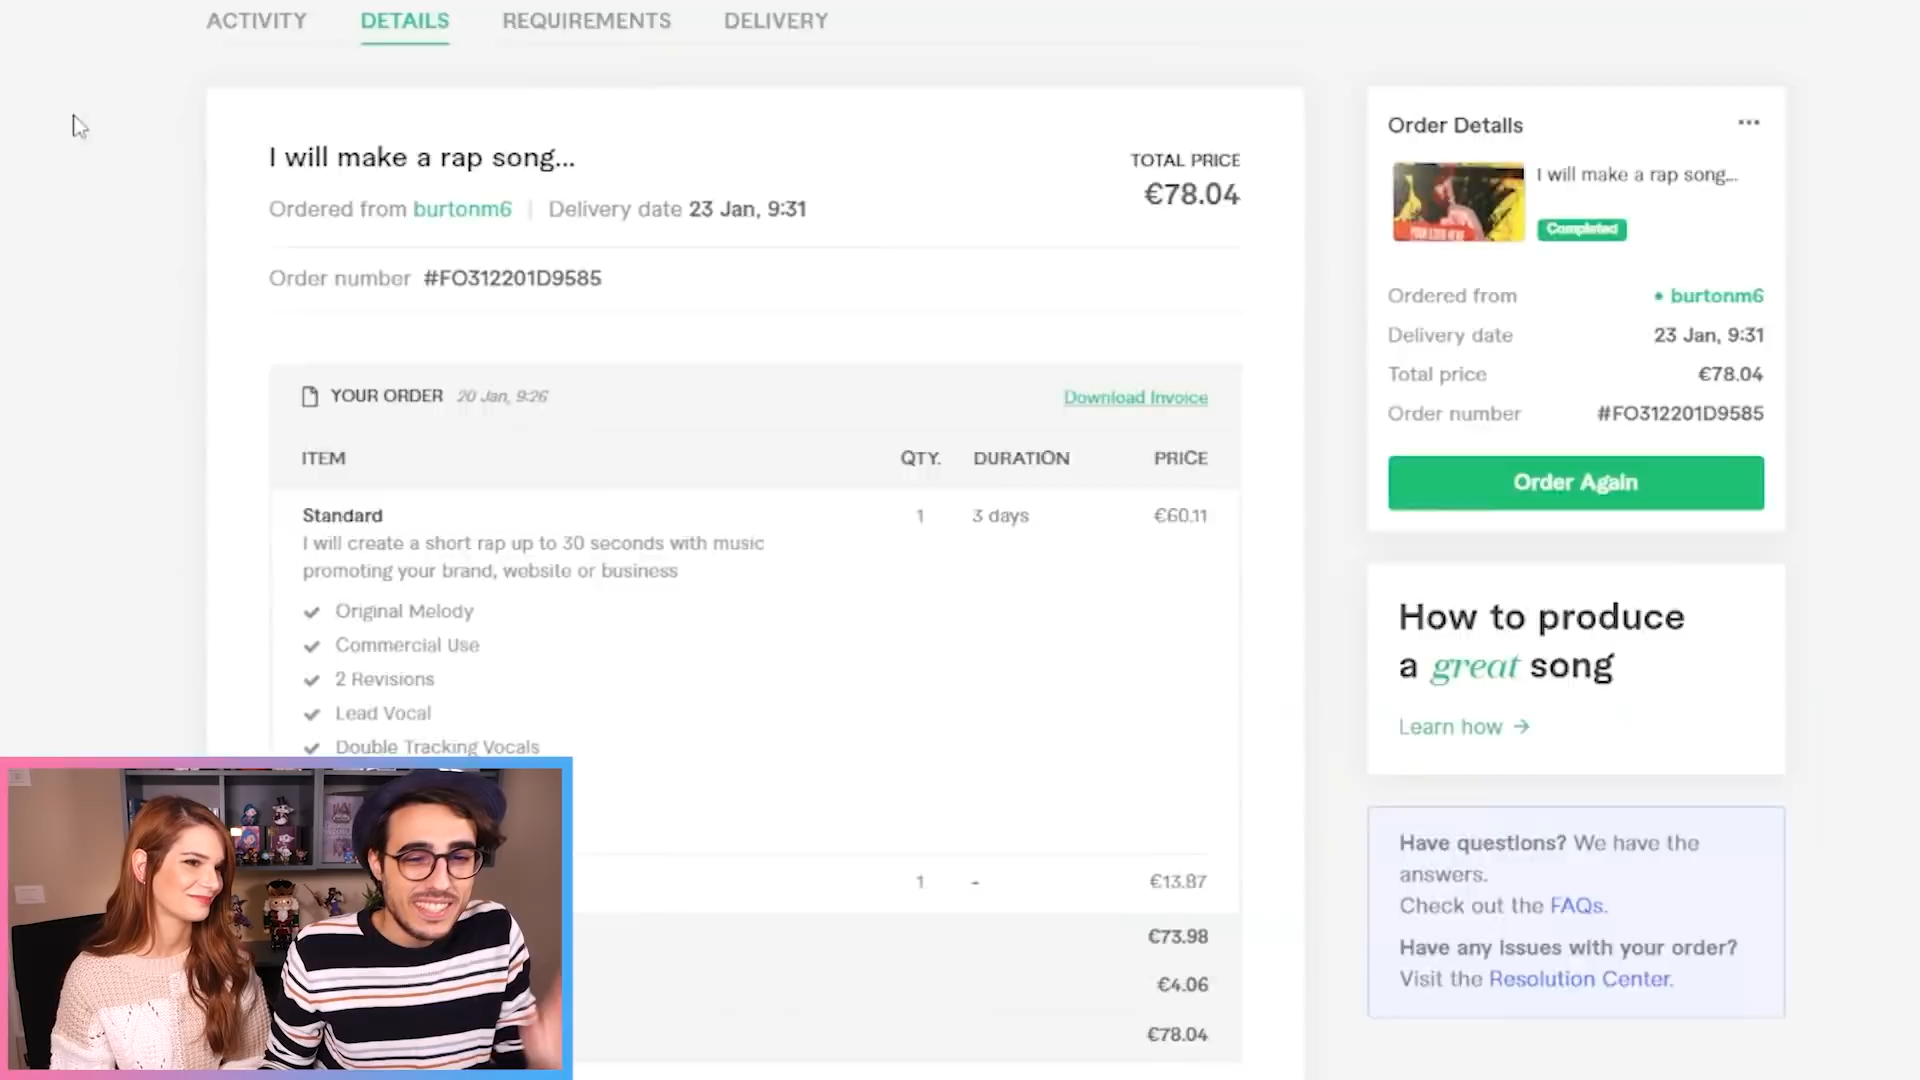 ACTIVITY
DETAILS
REQUIREMENTS
DELIVERY
I will make a rap song...
TOTAL PRICE
Ordered from burtonm6 | Delivery date 23 Jan, 9:31
€78.04
Order number #FO312201D9585
YOUR ORDER 20 Jan, 9:26
Download Invoice
ITEM QTY. DURATION PRICE
Standard 1 3 days €60.11
I will create a short rap up to 30 seconds with music
promoting your brand, website or business
Original Melody
Commercial Use
2 Revisions
Lead Vocal
Double Tracking Vocals
1 - €13.87
€73.98
€4.06
€78.04
Order Details
I will make a rap song...
YOUR LOGO HERE
Completed
Ordered from burtonm6
Delivery date 23 Jan, 9:31
Total price €78.04
Order number #FO312201D9585
Order Again
How to produce
a great song
Learn how →
Have questions? We have the
answers.
Check out the FAQs.
Have any issues with your order?
Visit the Resolution Center.